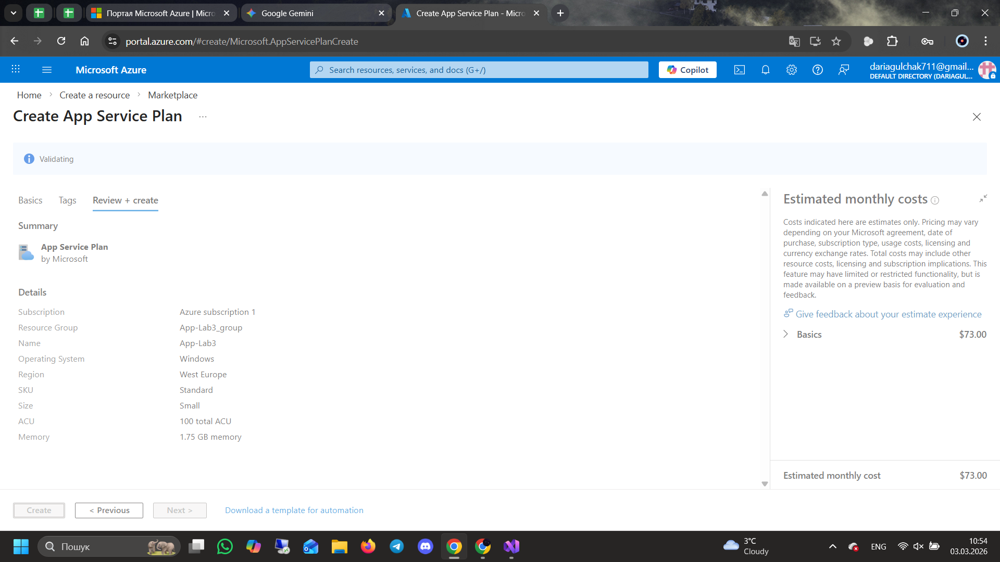 Портал Microsoft Azure | Micro
Google Gemini
Create App Service Plan - Micro
portal.azure.com/#create/Microsoft.AppServicePlanCreate
Microsoft Azure
Search resources, services, and docs (G+/)
Copilot
dariagulchak711@gmail...
DEFAULT DIRECTORY (DARIAGUL...
Home
Create a resource
Marketplace
Create App Service Plan
...
Validating
Basics
Tags
Review + create
Summary
App Service Plan
by Microsoft
Details
Subscription Azure subscription 1
Resource Group App-Lab3_group
Name App-Lab3
Operating System Windows
Region West Europe
SKU Standard
Size Small
ACU 100 total ACU
Memory 1.75 GB memory
Estimated monthly costs
Costs indicated here are estimates only. Pricing may vary
depending on your Microsoft agreement, date of
purchase, subscription type, usage costs, licensing and
currency exchange rates. Total costs may include other
resource costs, licensing and subscription implications. This
feature may have limited or restricted functionality, but is
made available on a preview basis for evaluation and
feedback.
Give feedback about your estimate experience
Basics $73.00
Estimated monthly cost $73.00
Create
< Previous
Next >
Download a template for automation
Пошук
3°C
Cloudy
ENG
10:54
03.03.2026